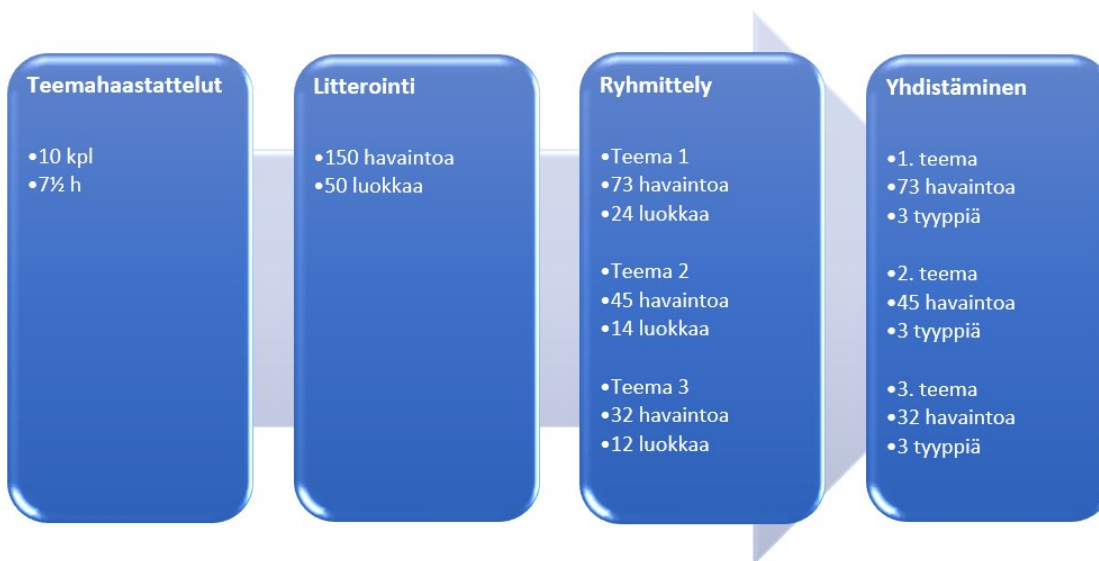 Teemahaastattelut
•10 kpl
•7½ h
Litterointi
•150 havaintoa
•50 luokkaa
Ryhmittely
•Teema 1
•73 havaintoa
•24 luokkaa
•Teema 2
•45 havaintoa
•14 luokkaa
•Teema 3
•32 havaintoa
•12 luokkaa
Yhdistäminen
•1. teema
•73 havaintoa
•3 tyyppiä
•2. teema
•45 havaintoa
•3 tyyppiä
•3. teema
•32 havaintoa
•3 tyyppiä